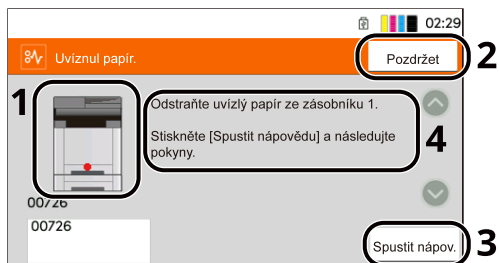 02:29
Uvíznul papír.
Pozdržet
2
1
Odstraňte uvízlý papír ze zásobníku 1.
Stiskněte [Spustit nápovědu] a následujte
pokyny.
4
00726
00726
Spustit nápov.
3